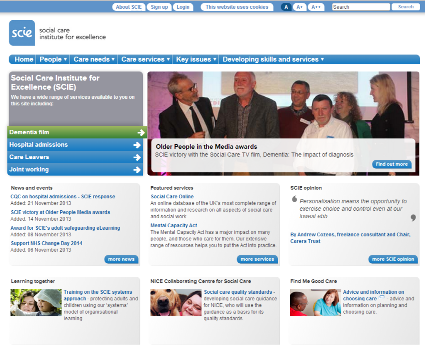 About SCIE
Sign up
Login
This website uses cookies
A
A+
A++
Search
Search
scie
social care
institute for excellence
Home
People
Care needs
Care services
Key issues
Developing skills and services
Social Care Institute for
Excellence (SCIE)
We have a wide range of services available to you on
this site including:
Dementia film
Hospital admissions
Care Leavers
Joint working
Older People in the Media awards
SCIE victory with the Social Care TV film, Dementia: The impact of diagnosis
Find out more
News and events
CQC on hospital admissions - SCIE response
Added: 21 November 2013
SCIE victory at Older People Media awards
Added: 14 November 2013
Award for SCIE's adult safeguarding eLearning
Added: 08 November 2013
Support NHS Change Day 2014
Added: 06 November 2013
more news
Featured services
Social Care Online
An online database of the UK's most complete range of
information and research on all aspects of social care
and social work.
Mental Capacity Act
The Mental Capacity Act has a major impact on many
people, and those who care for them. Our extensive
range of resources helps you to put the Act into practice.
more services
SCIE opinion
Personalisation means the opportunity to
exercise choice and control even at our
lowest ebb
By Andrew Cozens, freelance consultant and Chair,
Carers Trust
more SCIE opinion
Learning together
Training on the SCIE systems
approach - protecting adults and
children using our 'systems'
model of organisational
learning.
NICE Collaborating Centre for Social Care
Social care quality standards -
developing social care guidance
for NICE, who will use the
guidance as a basis for its
quality standards.
Find Me Good Care
Advice and information on
choosing care - advice and
information on planning and
choosing care.